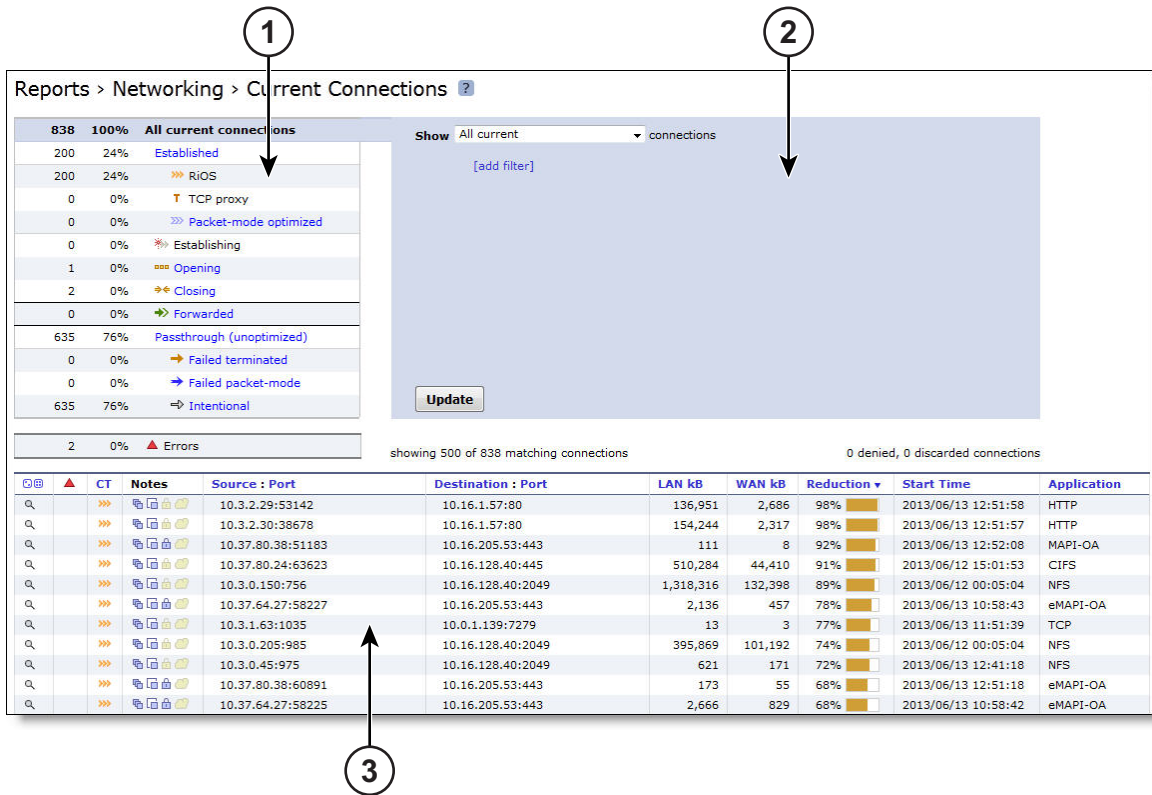 1
2
Reports > Networking > Current Connections ?
838 100% All current connections
200 24% Established
200 24% RiOS
0 0% T TCP proxy
0 0% Packet-mode optimized
0 0% Establishing
1 0% Opening
2 0% Closing
0 0% Forwarded
635 76% Passthrough (unoptimized)
0 0% Failed terminated
0 0% Failed packet-mode
635 76% Intentional
2 0% Errors
Show All current connections
[add filter]
Update
showing 500 of 838 matching connections 0 denied, 0 discarded connections
CT Notes Source : Port Destination : Port LAN kB WAN kB Reduction Start Time Application
10.3.2.29:53142 10.16.1.57:80 136,951 2,686 98% 2013/06/13 12:51:58 HTTP
10.3.2.30:38678 10.16.1.57:80 154,244 2,317 98% 2013/06/13 12:51:57 HTTP
10.37.80.38:51183 10.16.205.53:443 111 8 92% 2013/06/13 12:52:08 MAPI-OA
10.37.80.24:63623 10.16.128.40:445 510,284 44,410 91% 2013/06/12 15:01:53 CIFS
10.3.0.150:756 10.16.128.40:2049 1,318,316 132,398 89% 2013/06/12 00:05:04 NFS
10.37.64.27:58227 10.16.205.53:443 2,136 457 78% 2013/06/13 10:58:43 eMAPI-OA
10.3.1.63:1035 10.0.1.139:7279 13 3 77% 2013/06/13 11:51:39 TCP
10.3.0.205:985 10.16.128.40:2049 395,869 101,192 74% 2013/06/12 00:05:04 NFS
10.3.0.45:975 10.16.128.40:2049 621 171 72% 2013/06/13 12:41:18 NFS
10.37.80.38:60891 10.16.205.53:443 173 55 68% 2013/06/13 12:51:18 eMAPI-OA
10.37.64.27:58225 10.16.205.53:443 2,666 829 68% 2013/06/13 10:58:42 eMAPI-OA
3